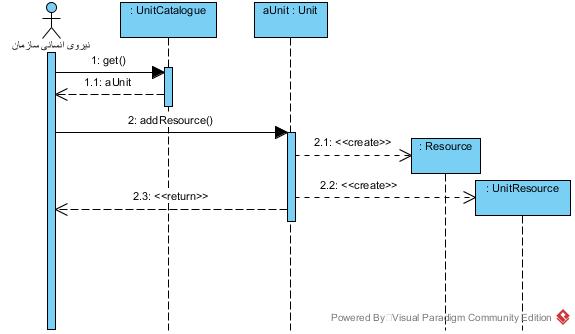 : UnitCatalogue
aUnit : Unit
نیروی انسانی سازمان
1: get()
1.1: aUnit
2: addResource()
2.1: <<create>>
: Resource
2.2: <<create>>
: UnitResource
2.3: <<return>>
Powered By Visual Paradigm Community Edition